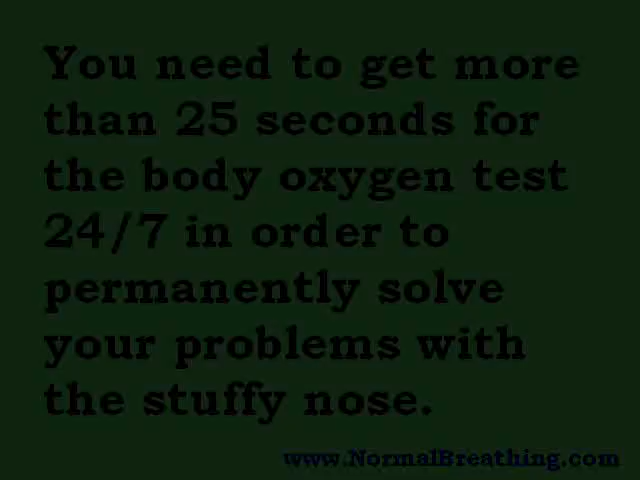 You need to get more
than 25 seconds for
the body oxygen test
24/7 in order to
permanently solve
your problems with
the stuffy nose.
www.NormalBreathing.com